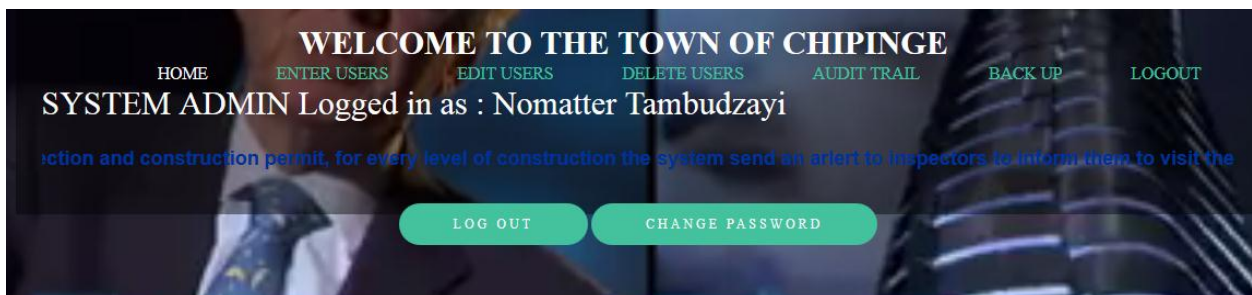 WELCOME TO THE TOWN OF CHIPINGE
HOME ENTER USERS EDIT USERS DELETE USERS AUDIT TRAIL BACK UP LOGOUT
SYSTEM ADMIN Logged in as : Nomatter Tambudzayi
ction and construction permit, for every level of construction the system send an arlert to inspectors to inform them to visit the
LOG OUT CHANGE PASSWORD